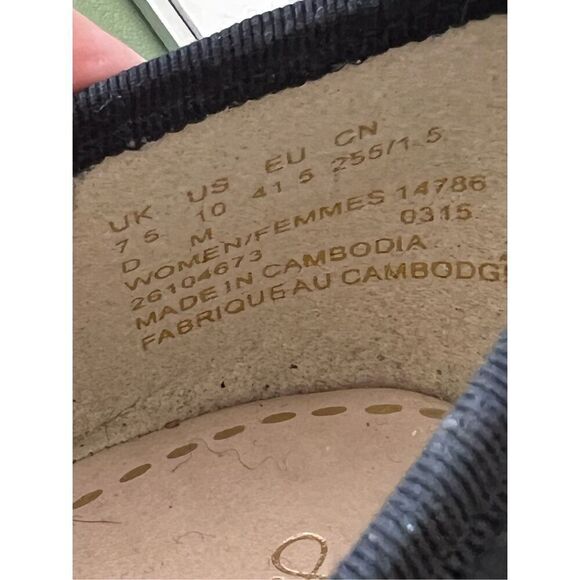 UK US EU CN
7 5 10 41 5 255/1.5
D M
WOMEN/FEMMES 14786
26104673 0315
MADE IN CAMBODIA
FABRIQUE AU CAMBODGE